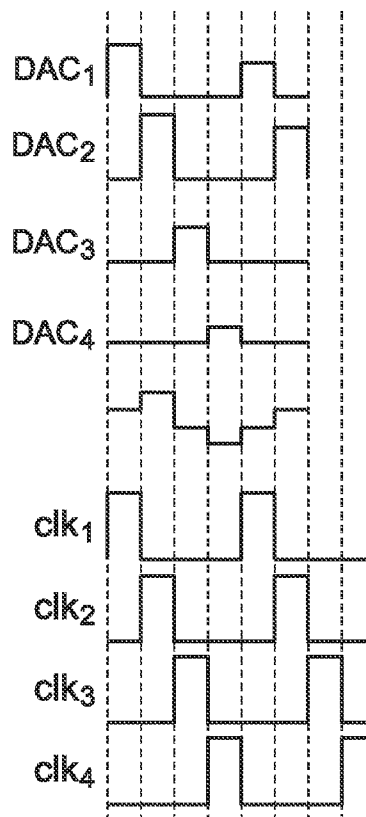 DAC₁
DAC₂
DAC₃
DAC₄
clk₁
clk₂
clk₃
clk₄